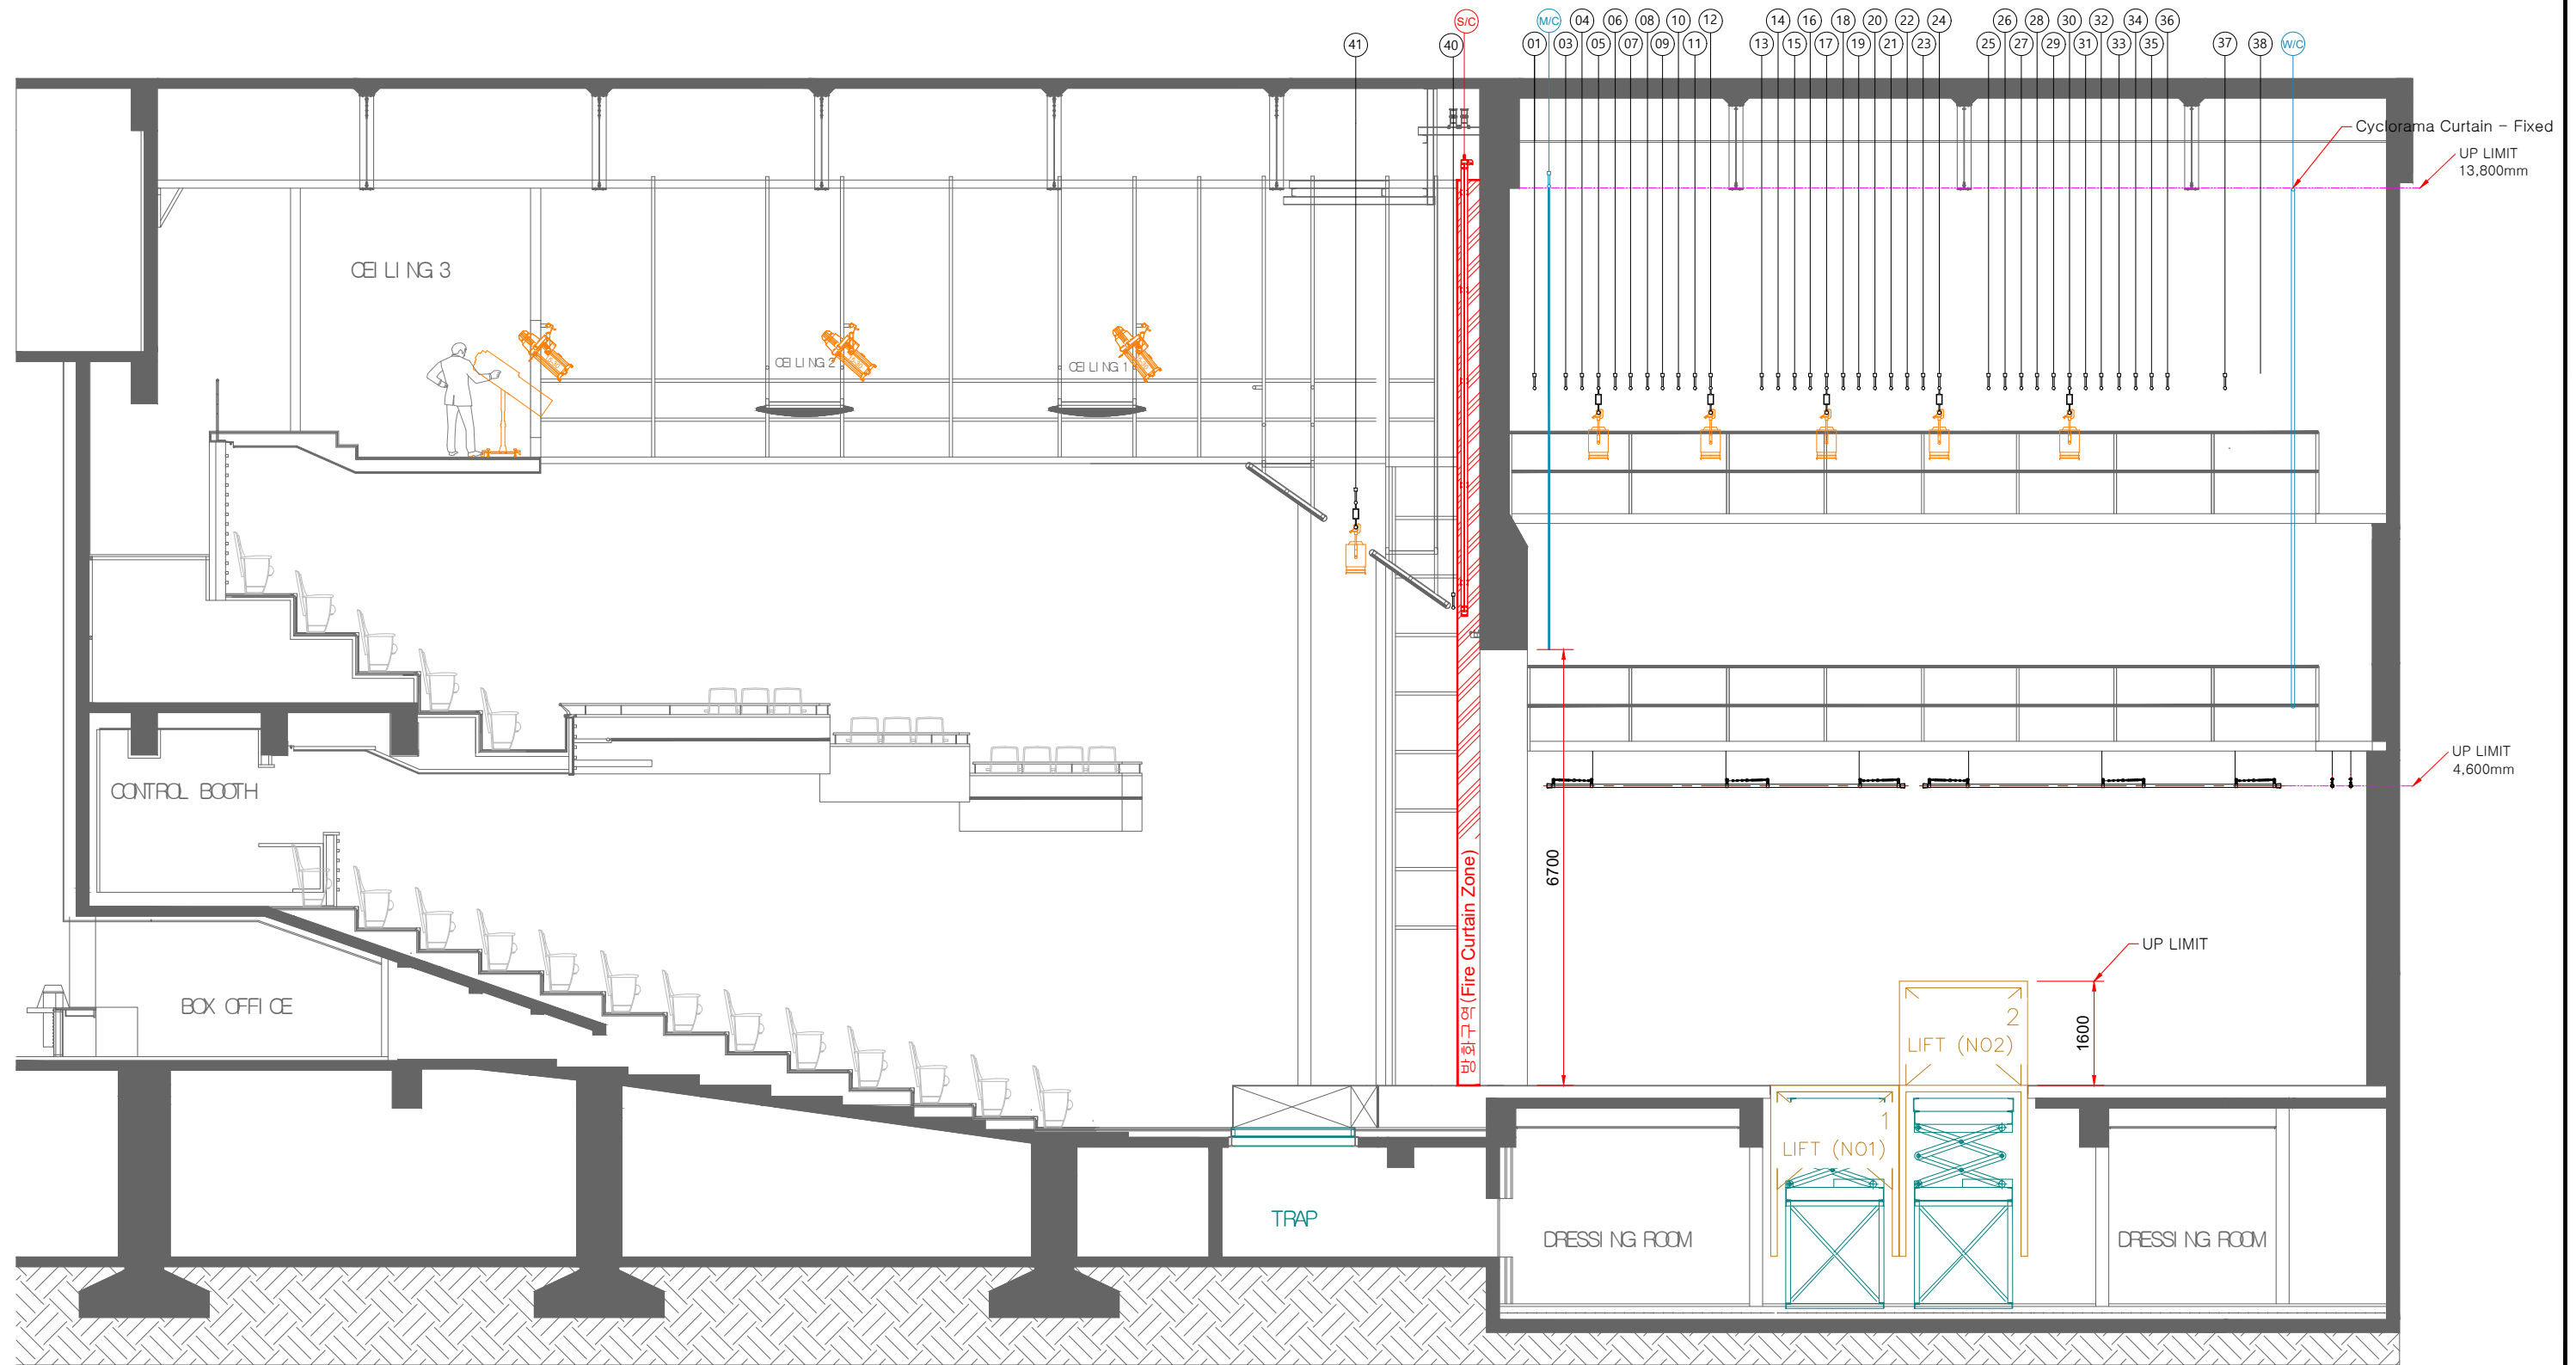 S/C
M/C
04
06
08
10
12
14
16
18
20
22
24
26
28
30
32
34
36
41
40
01
03
05
07
09
11
13
15
17
19
21
23
25
27
29
31
33
35
37
38
W/C
Cyclorama Curtain - Fixed
UP LIMIT
13,800mm
CEILING 3
CEILING 2
CEILING 1
UP LIMIT
4,600mm
CONTROL BOOTH
6700
방화구역(Fire Curtain Zone)
UP LIMIT
BOX OFFICE
2
LIFT (NO2)
1600
1
LIFT (NO1)
TRAP
DRESSING ROOM
DRESSING ROOM